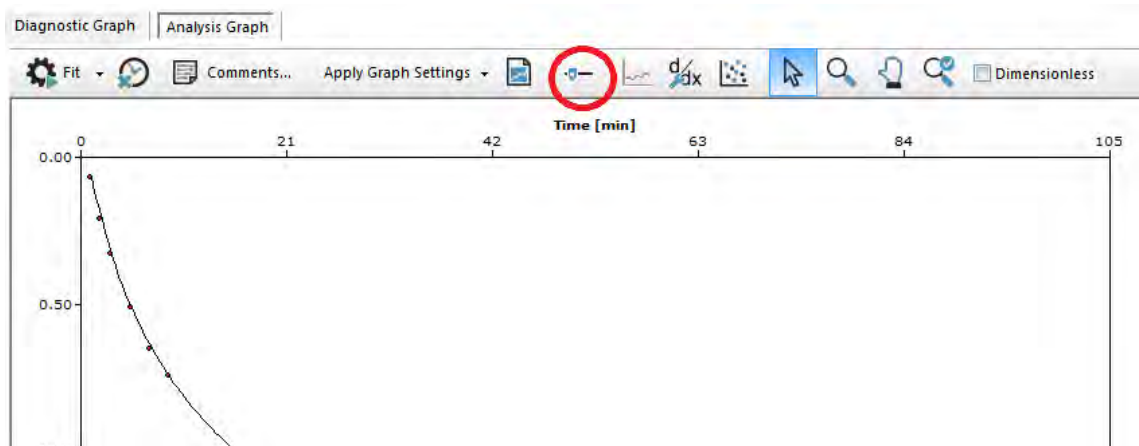 Diagnostic Graph Analysis Graph
Fit Comments... Apply Graph Settings d/dx Dimensionless
Time [min]
0 21 42 63 84 105
0.00
0.50